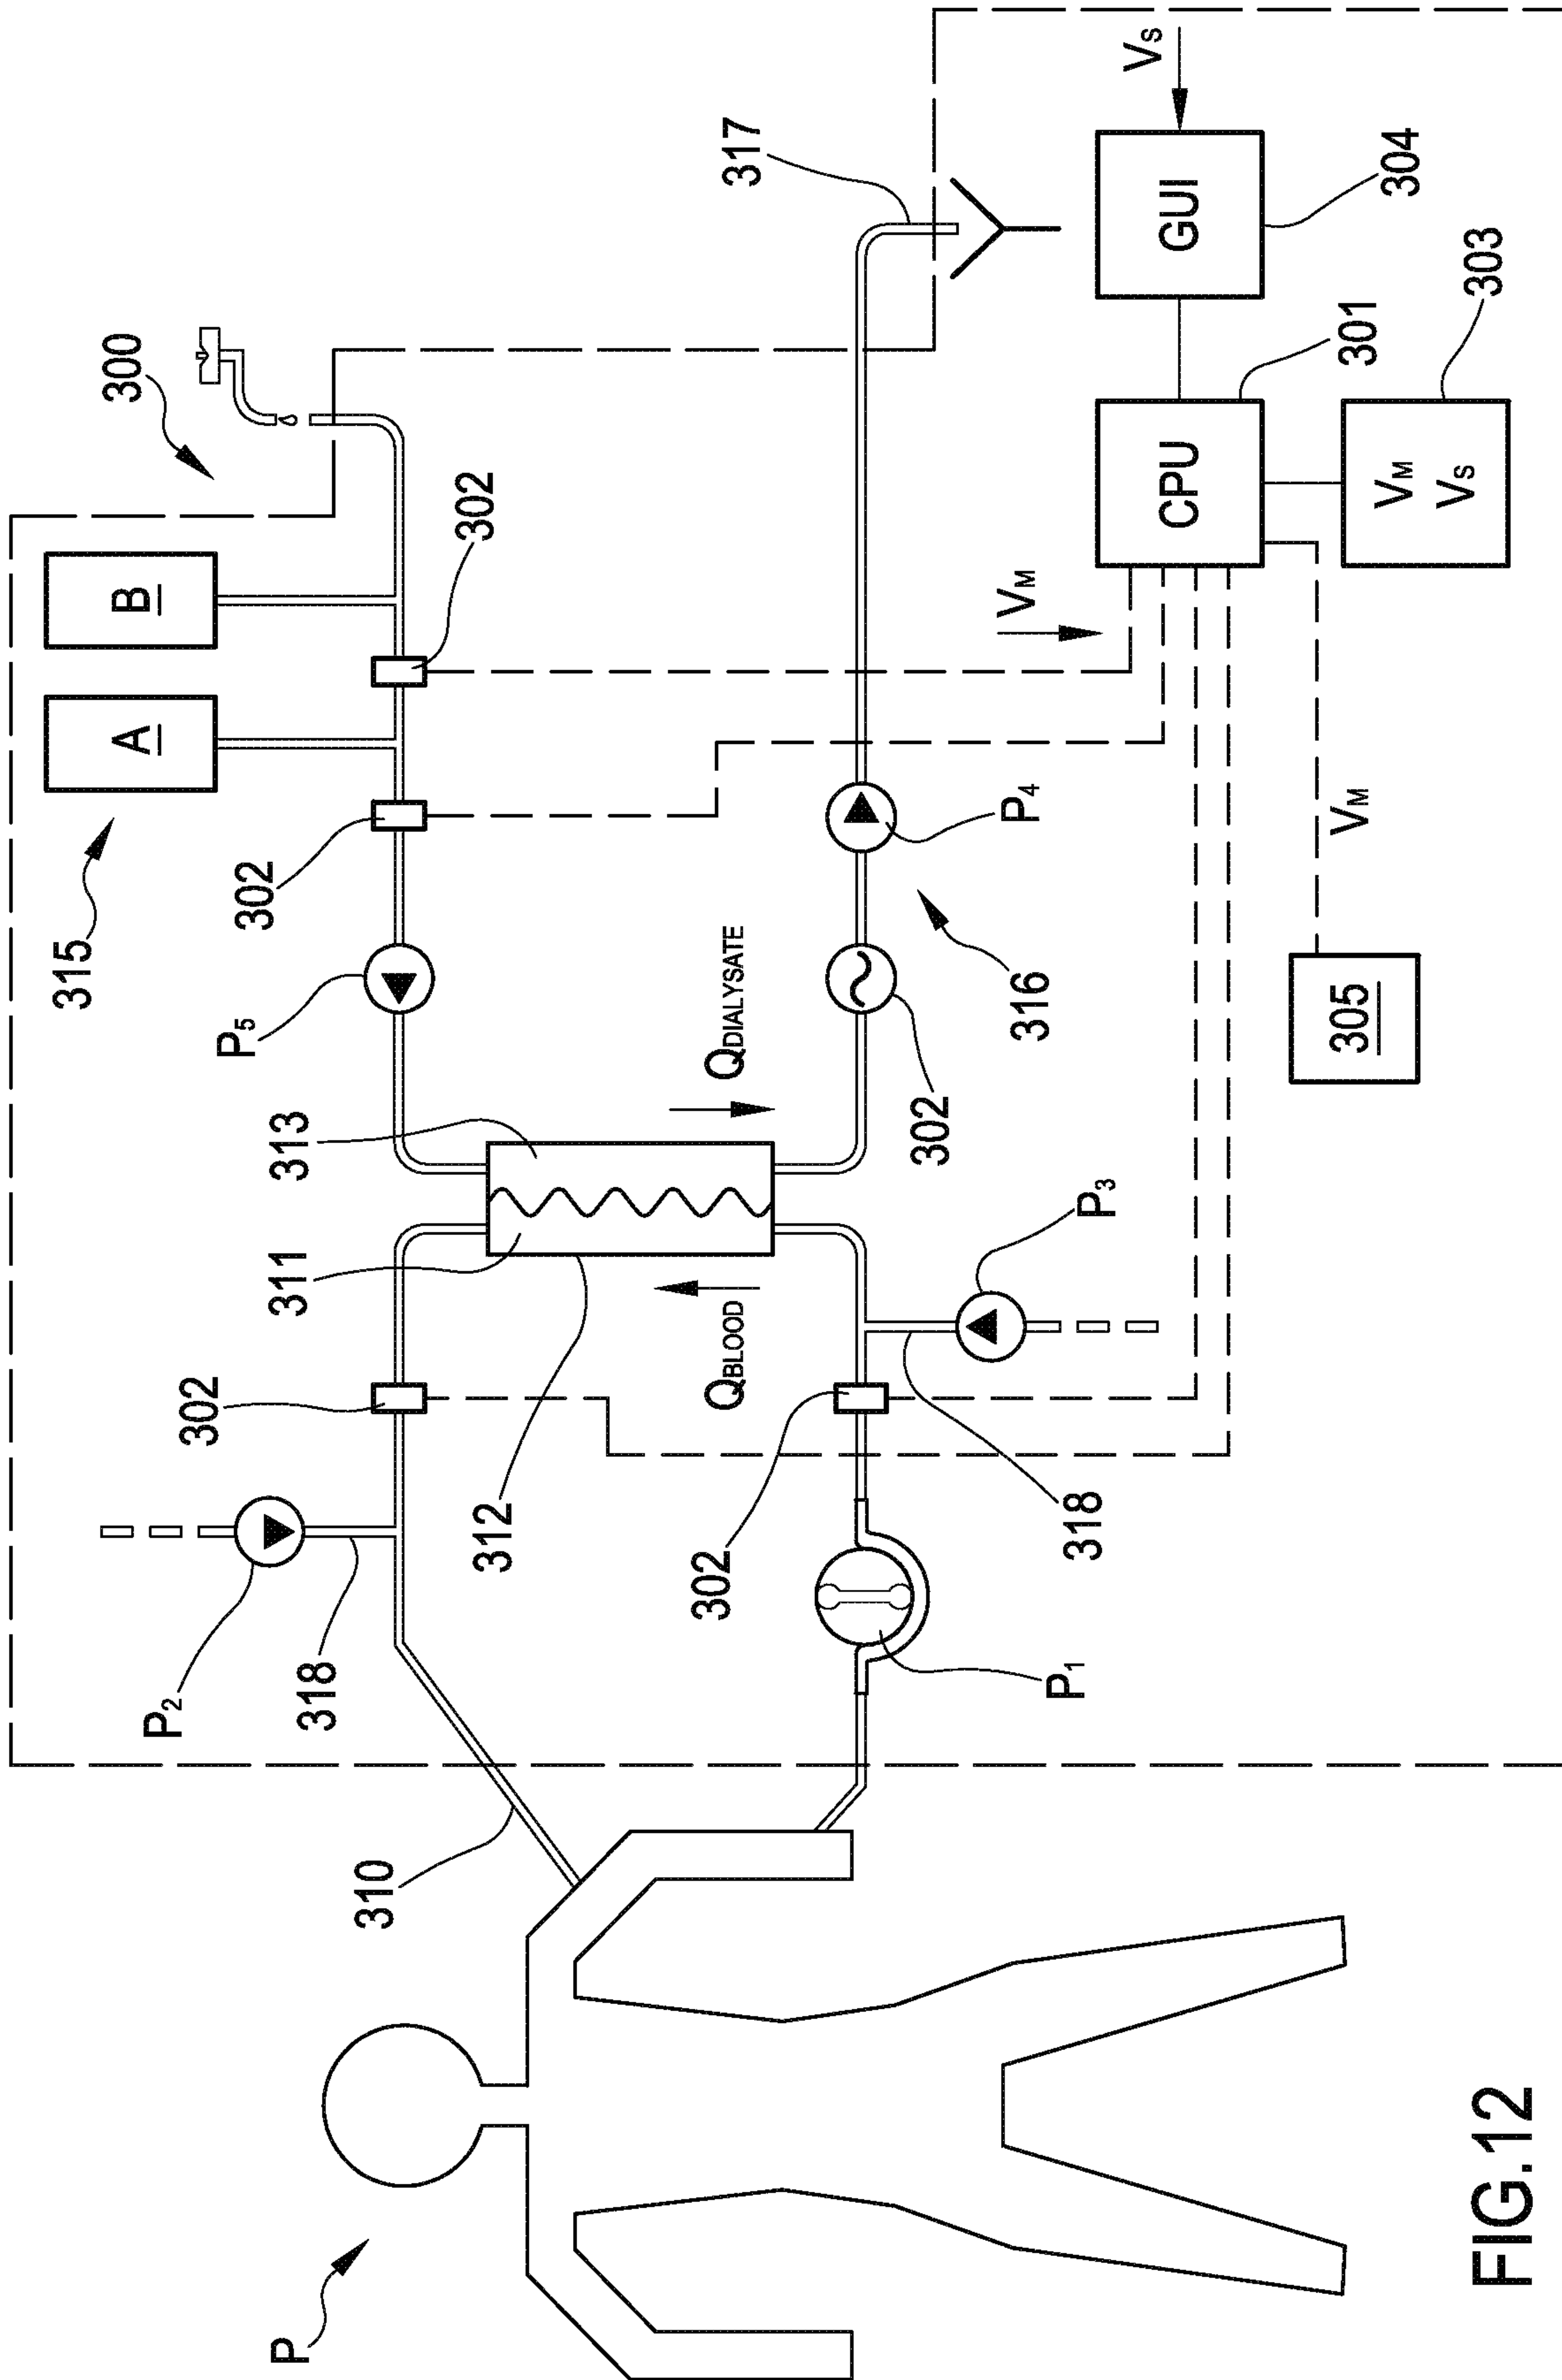 300
315
A
B
302
302
P5
P2
318
302
310
P
311
313
312
QBLOOD
QDIALYSATE
302
P1
318
P3
302
316
P4
317
VM
VS
GUI
304
CPU
301
VM
VS
303
VM
305
FIG.12